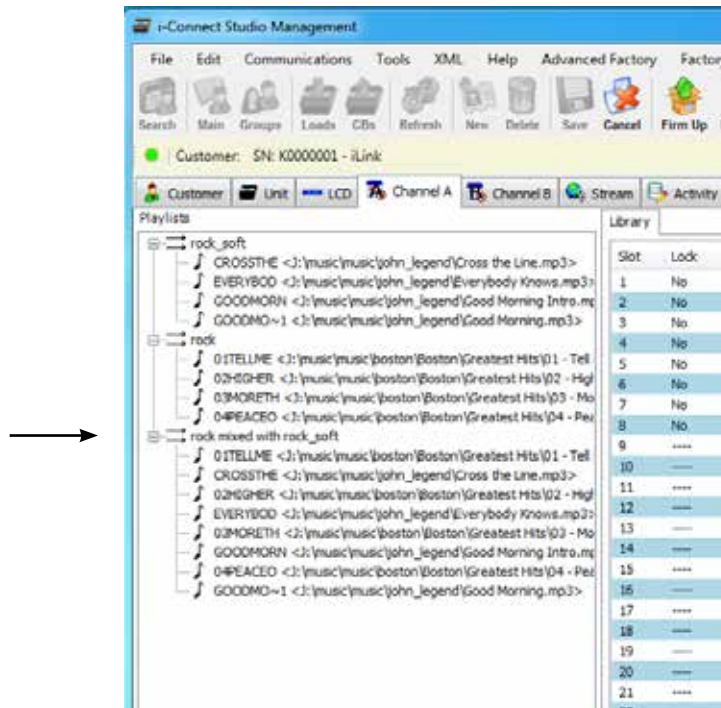 i-Connect Studio Management
File Edit Communications Tools XML Help Advanced Factory Factory
Search Main Groups Loads CBs Refresh New Delete Save Cancel Firm Up
Customer: SN: K0000001 - iLink
Customer Unit LCD Channel A Channel B Stream Activity
Playlists
Library
rock_soft
CROSSTHE <J:\music\music\john_legend\Cross the Line.mp3>
EVERYBOD <J:\music\music\john_legend\Everybody Knows.mp3>
GOODMORN <J:\music\music\john_legend\Good Morning Intro.mp
GOODMO~1 <J:\music\music\john_legend\Good Morning.mp3>
rock
01TELLME <J:\music\music\boston\Boston\Greatest Hits\01 - Tell
02HIGHER <J:\music\music\boston\Boston\Greatest Hits\02 - High
03MORETH <J:\music\music\boston\Boston\Greatest Hits\03 - Mo
04PEACEO <J:\music\music\boston\Boston\Greatest Hits\04 - Pea
rock mixed with rock_soft
01TELLME <J:\music\music\boston\Boston\Greatest Hits\01 - Tell
CROSSTHE <J:\music\music\john_legend\Cross the Line.mp3>
02HIGHER <J:\music\music\boston\Boston\Greatest Hits\02 - High
EVERYBOD <J:\music\music\john_legend\Everybody Knows.mp3>
03MORETH <J:\music\music\boston\Boston\Greatest Hits\03 - Mo
GOODMORN <J:\music\music\john_legend\Good Morning Intro.mp
04PEACEO <J:\music\music\boston\Boston\Greatest Hits\04 - Pea
GOODMO~1 <J:\music\music\john_legend\Good Morning.mp3>
Slot Lock
1 No
2 No
3 No
4 No
5 No
6 No
7 No
8 No
9 ----
10 ----
11 ----
12 ----
13 ----
14 ----
15 ----
16 ----
17 ----
18 ----
19 ----
20 ----
21 ----